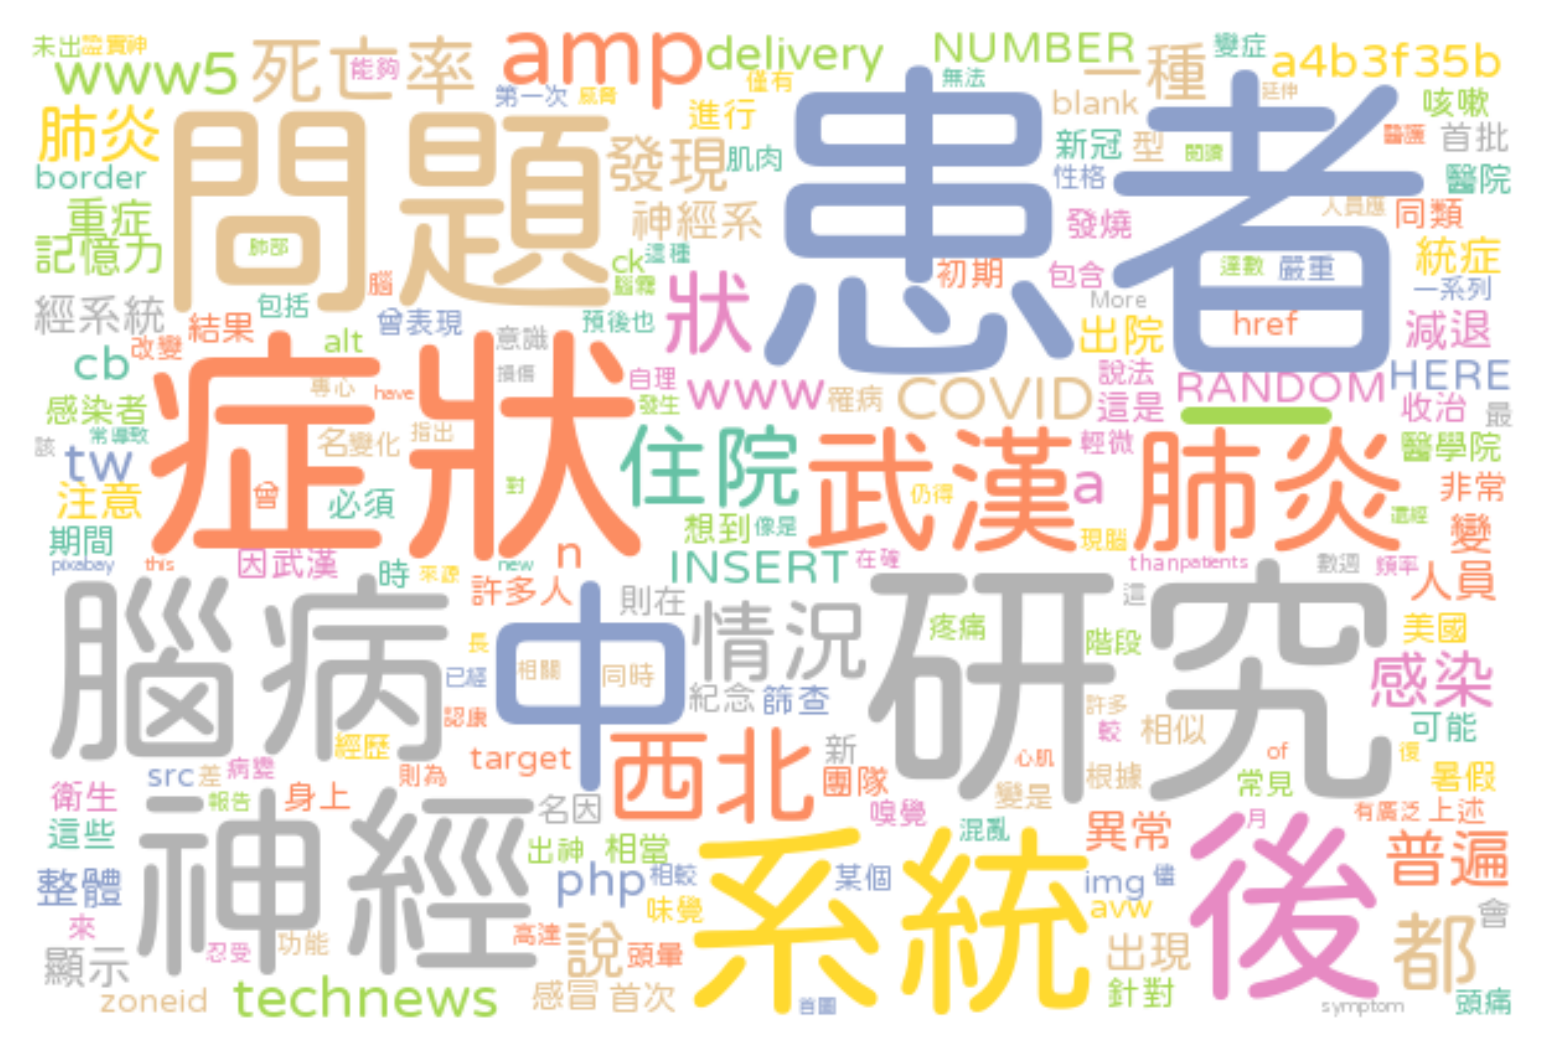 未出
證實神
www5
死亡率
能夠
amp
delivery
第一次
威脅
僅有
進行
NUMBER
無法
一種
變症
延伸
a4b3f35b
blank
咳嗽
肺炎
問題
發現
肌肉
患者
新冠
型
閱讀
醫護
首批
border
性格
醫院
重症
肺部
神經系
發燒
人員應
同類
記憶力
ck
這種
腦
腦霧
初期
包含
達數
嚴重
統症
More
一系列
經系統
包括
曾表現
預後也
狀
出院
href
減退
結果
意識
改變
alt
cb
症狀
專心
損傷
have
自理
發生
www
罹病
COVID
說法
這是
RANDOM
HERE
收治
最
感染者
常導致
該
名變化
指出
住院
武漢
輕微
肺炎
醫學院
tw
a
注意
曾
必須
對
仍得
非常
想到
像是
現腦
還經
變
期間
因武漢
n
INSERT
在確
than
patients
數週
頻率
人員
pixabay
this
時
來源
new
許多人
則在
這
腦病
中
情況
研究
疼痛
階段
美國
長
相關
同時
已經
紀念
篩查
許多
感染
認康
較
相似
可能
經歷
target
西北
新
心肌
of
復
src
差
病變
則為
團隊
根據
常見
暑假
衛生
報告
身上
名因
嗅覺
變是
有廣泛
上述
這些
神經
出神
相當
系統
混亂
異常
後
月
普遍
整體
php
相較
某個
img
儘
味覺
avw
來
忍受
功能
高達
說
頭暈
都
會
顯示
出現
zoneid
technews
感冒
首次
首圖
針對
symptom
頭痛